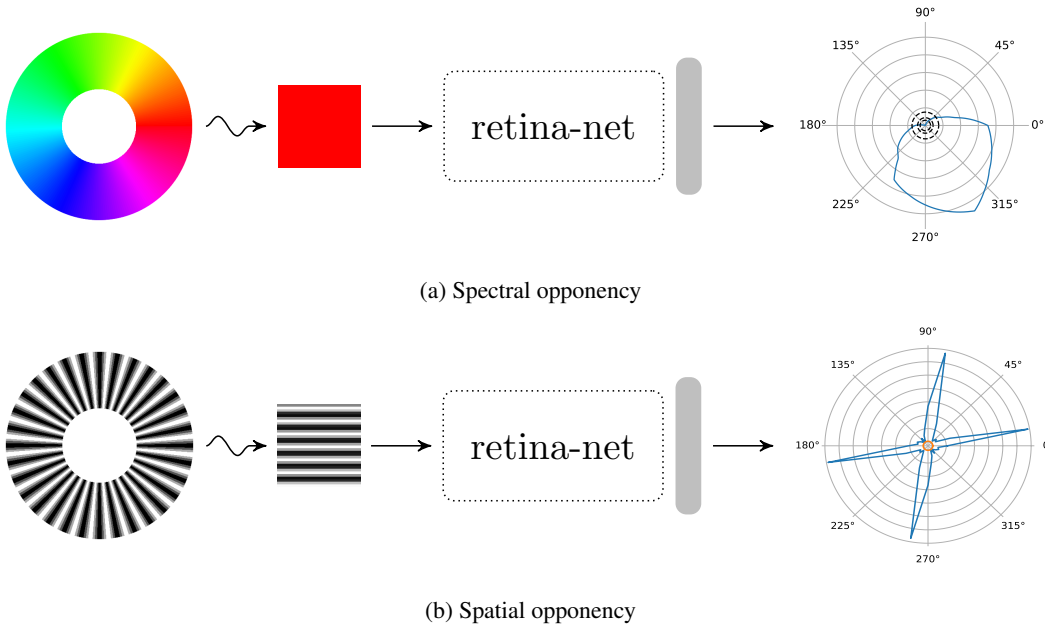 90°
135° 45°
retina-net
180° 0°
225° 315°
270°
(a) Spectral opponency
90°
135° 45°
retina-net
180° 0
225° 315°
270°
(b) Spatial opponency